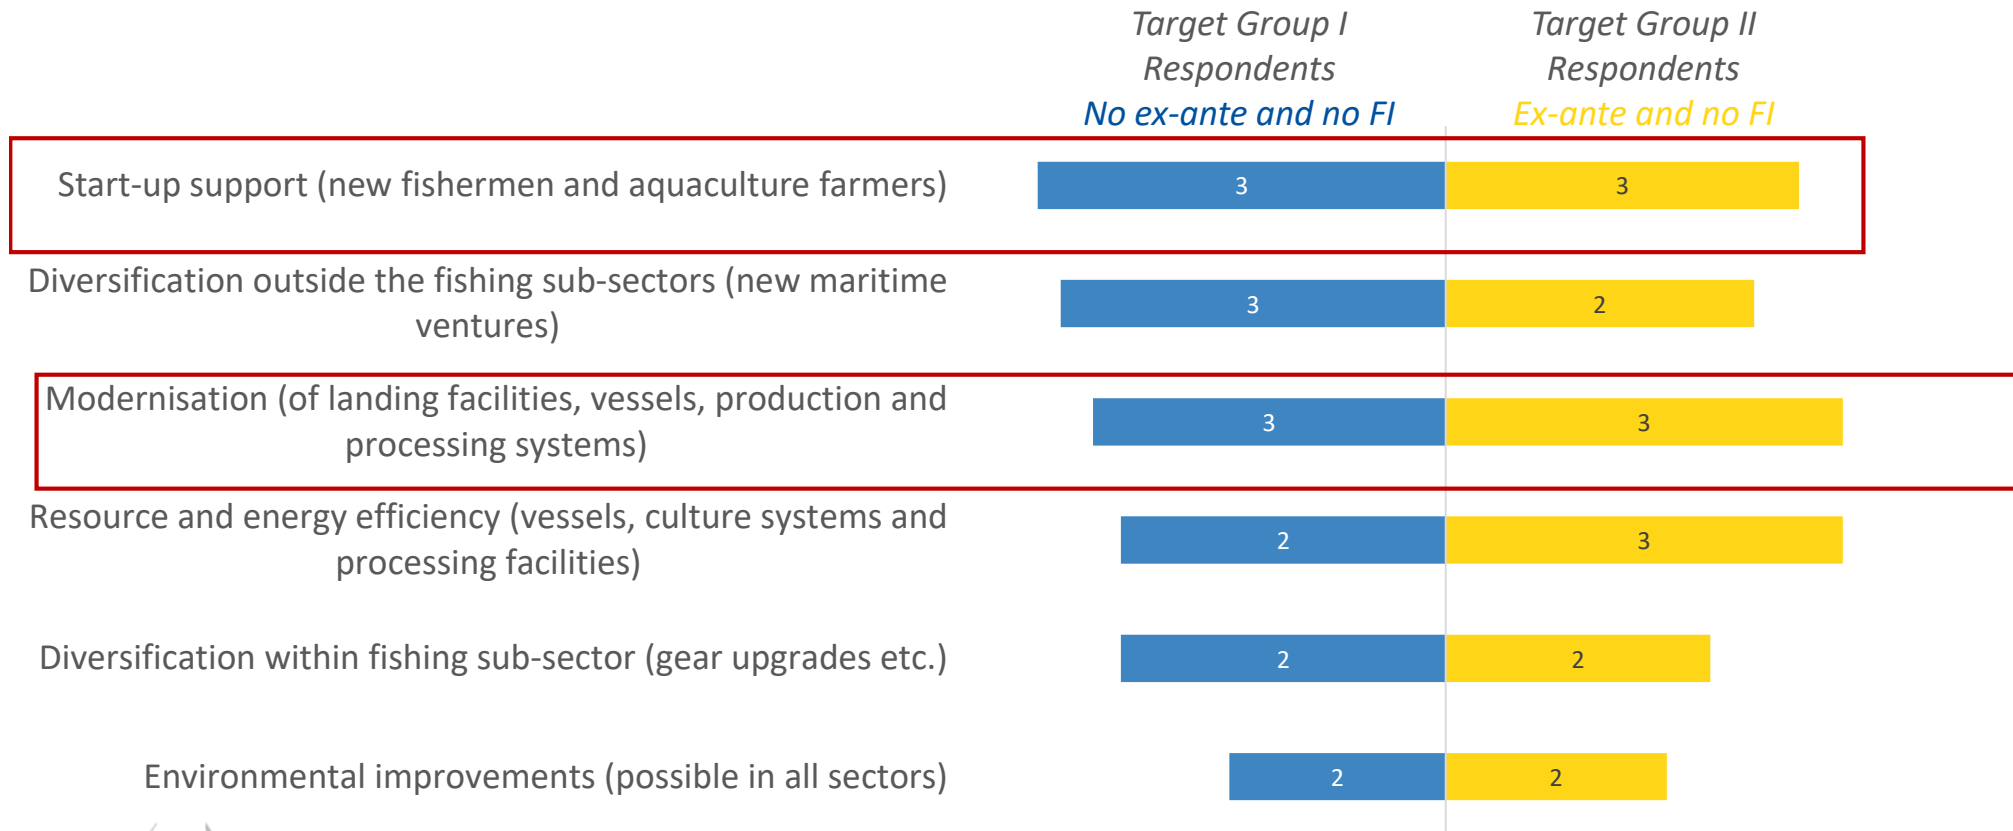 Target Group I
Respondents
No ex-ante and no FI
Target Group II
Respondents
Ex-ante and no FI
Start-up support (new fishermen and aquaculture farmers)
3
3
Diversification outside the fishing sub-sectors (new maritime
ventures)
3
2
Modernisation (of landing facilities, vessels, production and
processing systems)
3
3
Resource and energy efficiency (vessels, culture systems and
processing facilities)
2
3
Diversification within fishing sub-sector (gear upgrades etc.)
2
2
Environmental improvements (possible in all sectors)
2
2